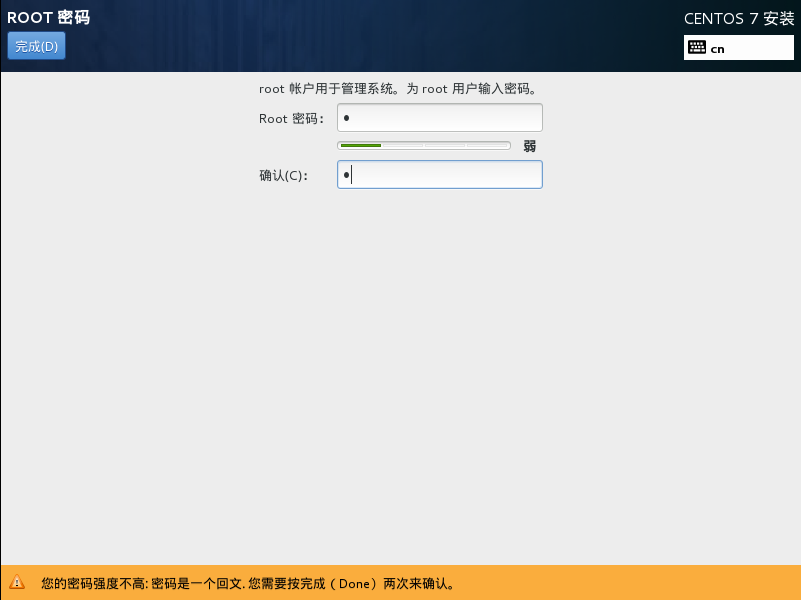 ROOT 密码
CENTOS 7 安装
完成(D)
cn
root 帐户用于管理系统。为 root 用户输入密码。
Root 密码：
弱
确认(C)：
您的密码强度不高: 密码是一个回文. 您需要按完成（Done）两次来确认。